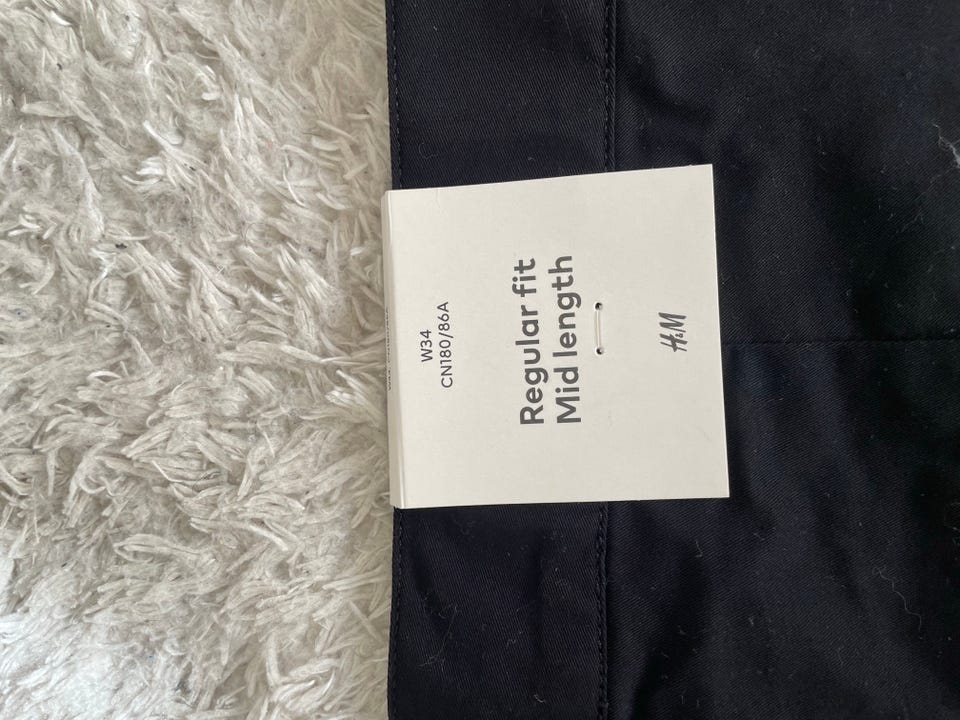 W34
CN180/86A
Regular fit
Mid length
H&M